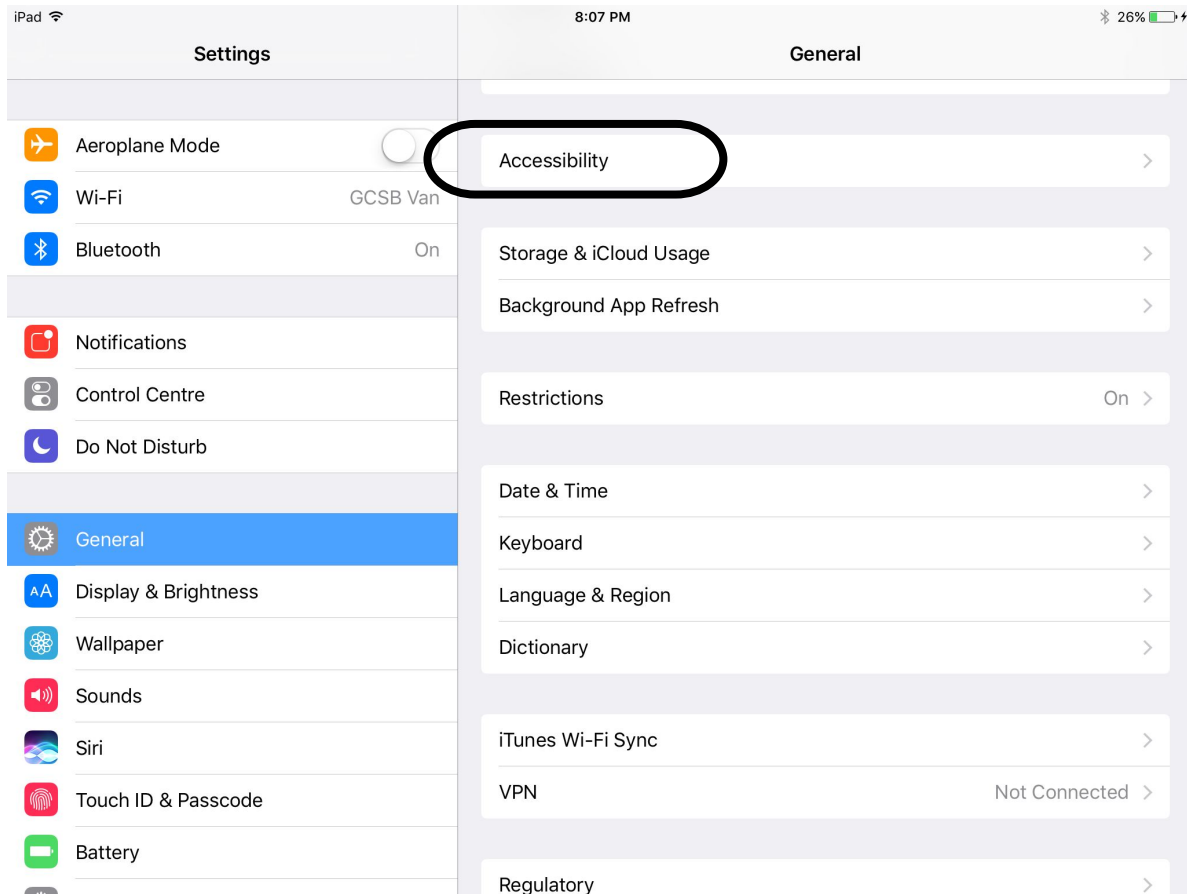 iPad 8:07 PM 26%
Settings
General
Aeroplane Mode
Wi-Fi GCSB Van
Bluetooth On
Notifications
Control Centre
Do Not Disturb
General
AA Display & Brightness
Wallpaper
Sounds
Siri
Touch ID & Passcode
Battery
Accessibility
Storage & iCloud Usage
Background App Refresh
Restrictions On
Date & Time
Keyboard
Language & Region
Dictionary
iTunes Wi-Fi Sync
VPN Not Connected
Regulatory